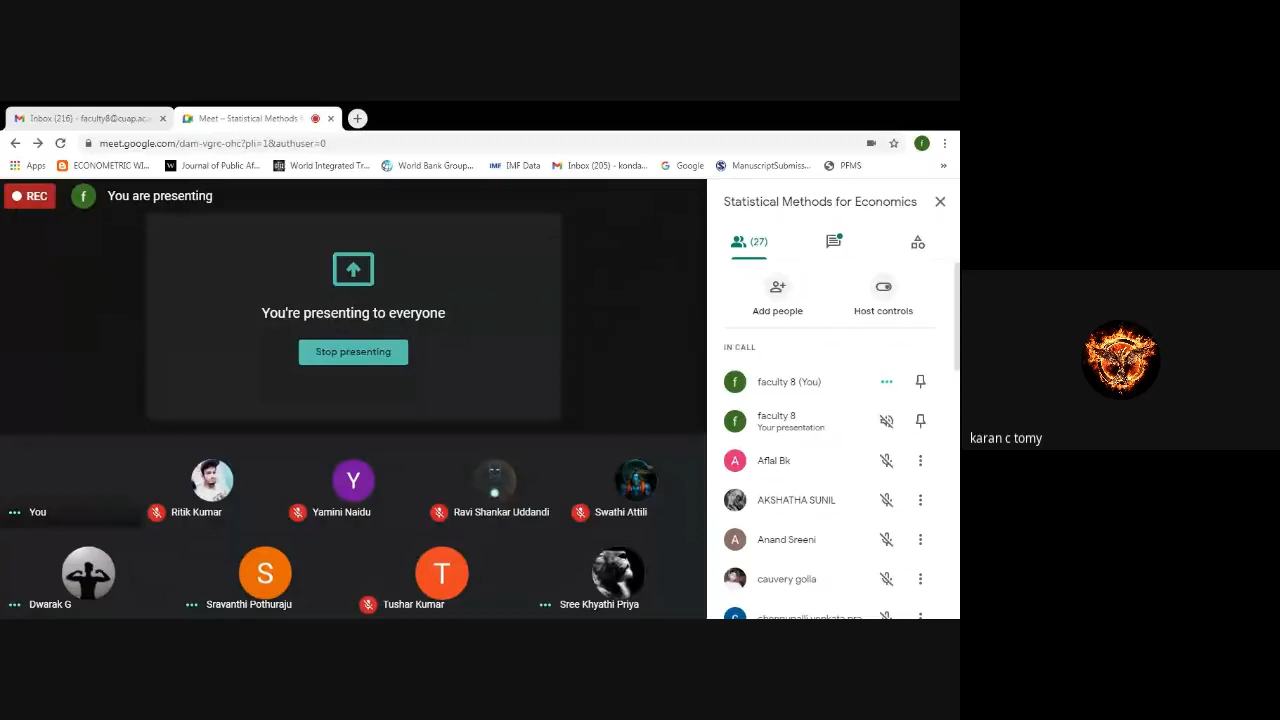 Inbox (216) - faculty8@cuap.ac.
Meet – Statistical Methods
meet.google.com/dam-vgrc-ohc?pli=1&authuser=0
f
Apps
ECONOMETRIC WI...
Journal of Public Af...
World Integrated Tr...
World Bank Group...
IMF IMF Data
Inbox (205) - konda...
Google
ManuscriptSubmiss...
PFMS
»
REC
f
You are presenting
You're presenting to everyone
Stop presenting
You
Ritik Kumar
Y
Yamini Naidu
Ravi Shankar Uddandi
Swathi Attili
Dwarak G
S
Sravanthi Pothuraju
T
Tushar Kumar
Sree Khyathi Priya
Statistical Methods for Economics
(27)
Add people
Host controls
IN CALL
f
faculty 8 (You)
f
faculty 8
Your presentation
A
Aflal Bk
AKSHATHA SUNIL
A
Anand Sreeni
cauvery golla
karan c tomy